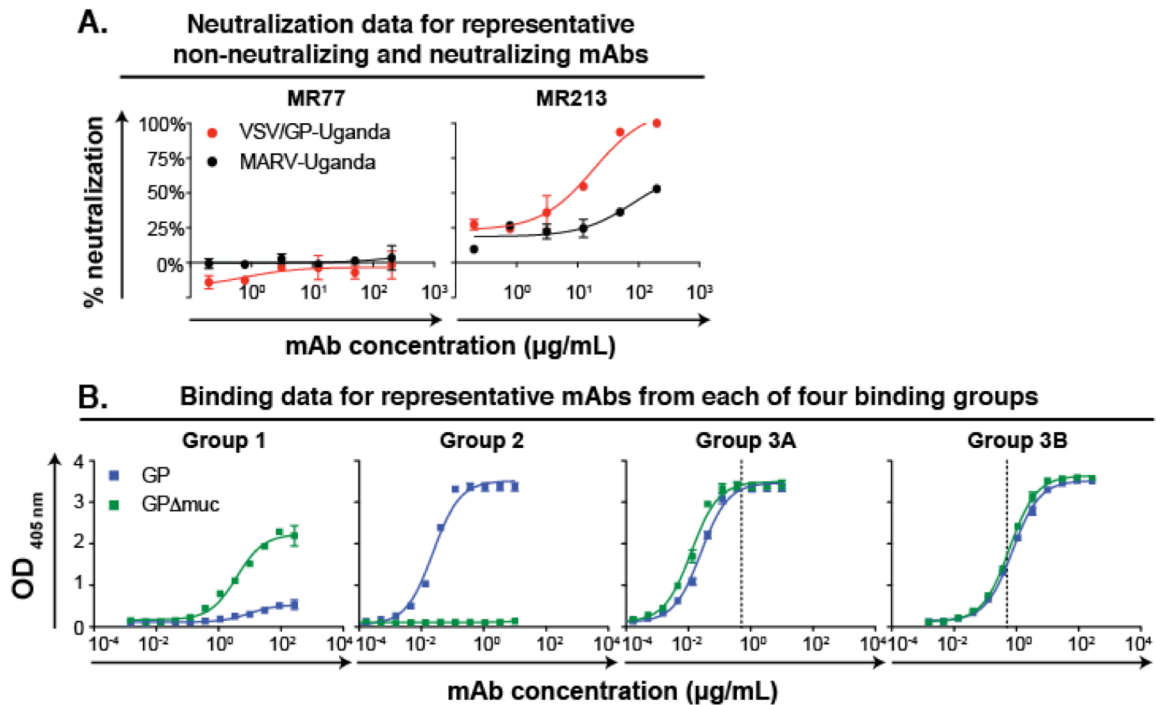 A. Neutralization data for representative
non-neutralizing and neutralizing mAbs
MR77 MR213
% neutralization
100%
75%
50%
25%
0%
VSV/GP-Uganda
MARV-Uganda
10⁰ 10¹ 10² 10³ 10⁰ 10¹ 10² 10³
mAb concentration (µg/mL)
B. Binding data for representative mAbs from each of four binding groups
Group 1 Group 2 Group 3A Group 3B
OD 405 nm
4
3
2
1
0
GP
GPΔmuc
10⁻⁴ 10⁻² 10⁰ 10² 10⁴ 10⁻⁴ 10⁻² 10⁰ 10² 10⁴ 10⁻⁴ 10⁻² 10⁰ 10² 10⁴ 10⁻⁴ 10⁻² 10⁰ 10² 10⁴
mAb concentration (µg/mL)